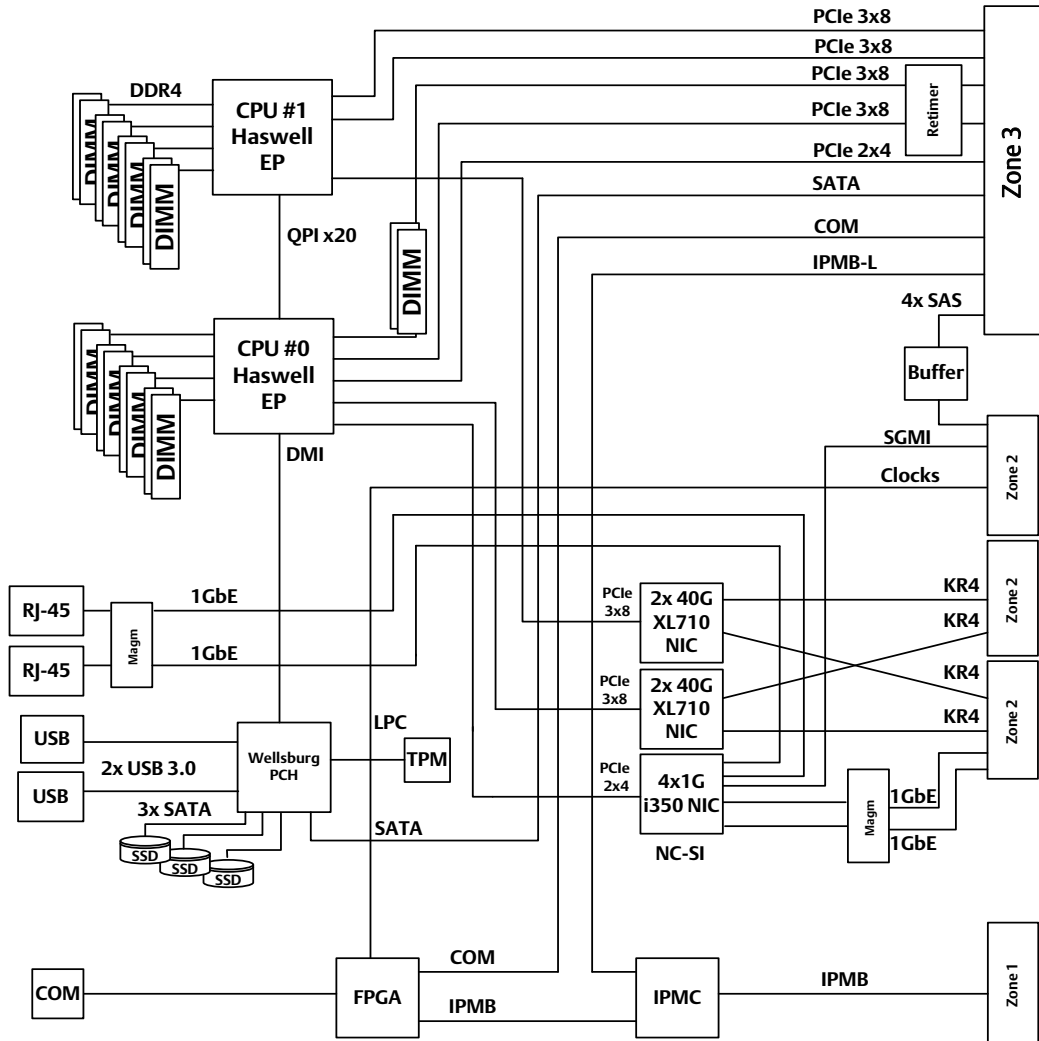 PCIe 3x8
PCIe 3x8
PCIe 3x8
PCIe 3x8
PCIe 2x4
SATA
COM
IPMB-L
4x SAS
Retimer
Zone 3
DDR4
CPU #1
Haswell
EP
DIMM
DIMM
DIMM
DIMM
QPI x20
DIMM
CPU #0
Haswell
EP
DIMM
DIMM
DIMM
DIMM
DMI
Buffer
SGMI
Clocks
Zone 2
RJ-45
RJ-45
Magm
1GbE
1GbE
PCIe
3x8
2x 40G
XL710
NIC
KR4
KR4
Zone 2
PCIe
3x8
2x 40G
XL710
NIC
KR4
KR4
Zone 2
USB
USB
2x USB 3.0
Wellsburg
PCH
LPC
TPM
PCIe
2x4
4x1G
i350 NIC
NC-SI
Magm
1GbE
1GbE
3x SATA
SSD
SSD
SSD
SATA
COM
FPGA
COM
IPMB
IPMC
IPMB
Zone 1